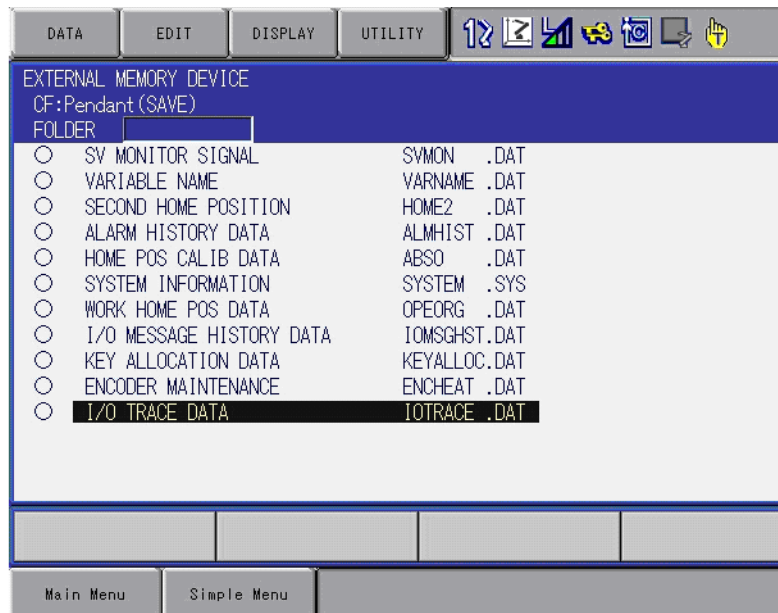 DATA EDIT DISPLAY UTILITY
EXTERNAL MEMORY DEVICE
CF:Pendant(SAVE)
FOLDER
SV MONITOR SIGNAL SVMON .DAT
VARIABLE NAME VARNAME .DAT
SECOND HOME POSITION HOME2 .DAT
ALARM HISTORY DATA ALMHIST .DAT
HOME POS CALIB DATA ABSO .DAT
SYSTEM INFORMATION SYSTEM .SYS
WORK HOME POS DATA OPEORG .DAT
I/O MESSAGE HISTORY DATA IOMSGHST.DAT
KEY ALLOCATION DATA KEYALLOC.DAT
ENCODER MAINTENANCE ENCHEAT .DAT
I/O TRACE DATA IOTRACE .DAT
Main Menu Simple Menu